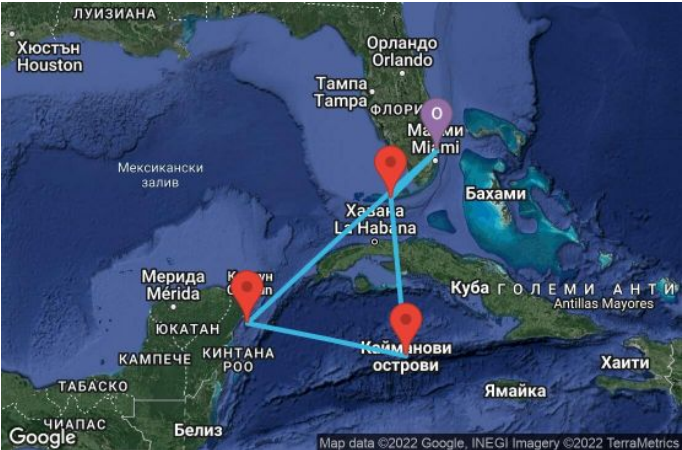 ЛУИЗИАНА
Хюстън
Houston
Орландо
Orlando
Тампа
Tampa
ФЛОРИ
О
Miami
Мексикански
залив
Бахами
Хавана
La Habana
Мерида
Mérida
Куба
ГОЛЕМИ АНТИ
Antillas Mayores
ЮКАТАН
КАМПЕЧЕ
КИНТАНА
РОО
Кайманови
острови
Хаити
ТАБАСКО
Ямайка
ЧИАПАС
Белиз
Google
Map data ©2022 Google, INEGI Imagery ©2022 TerraMetrics